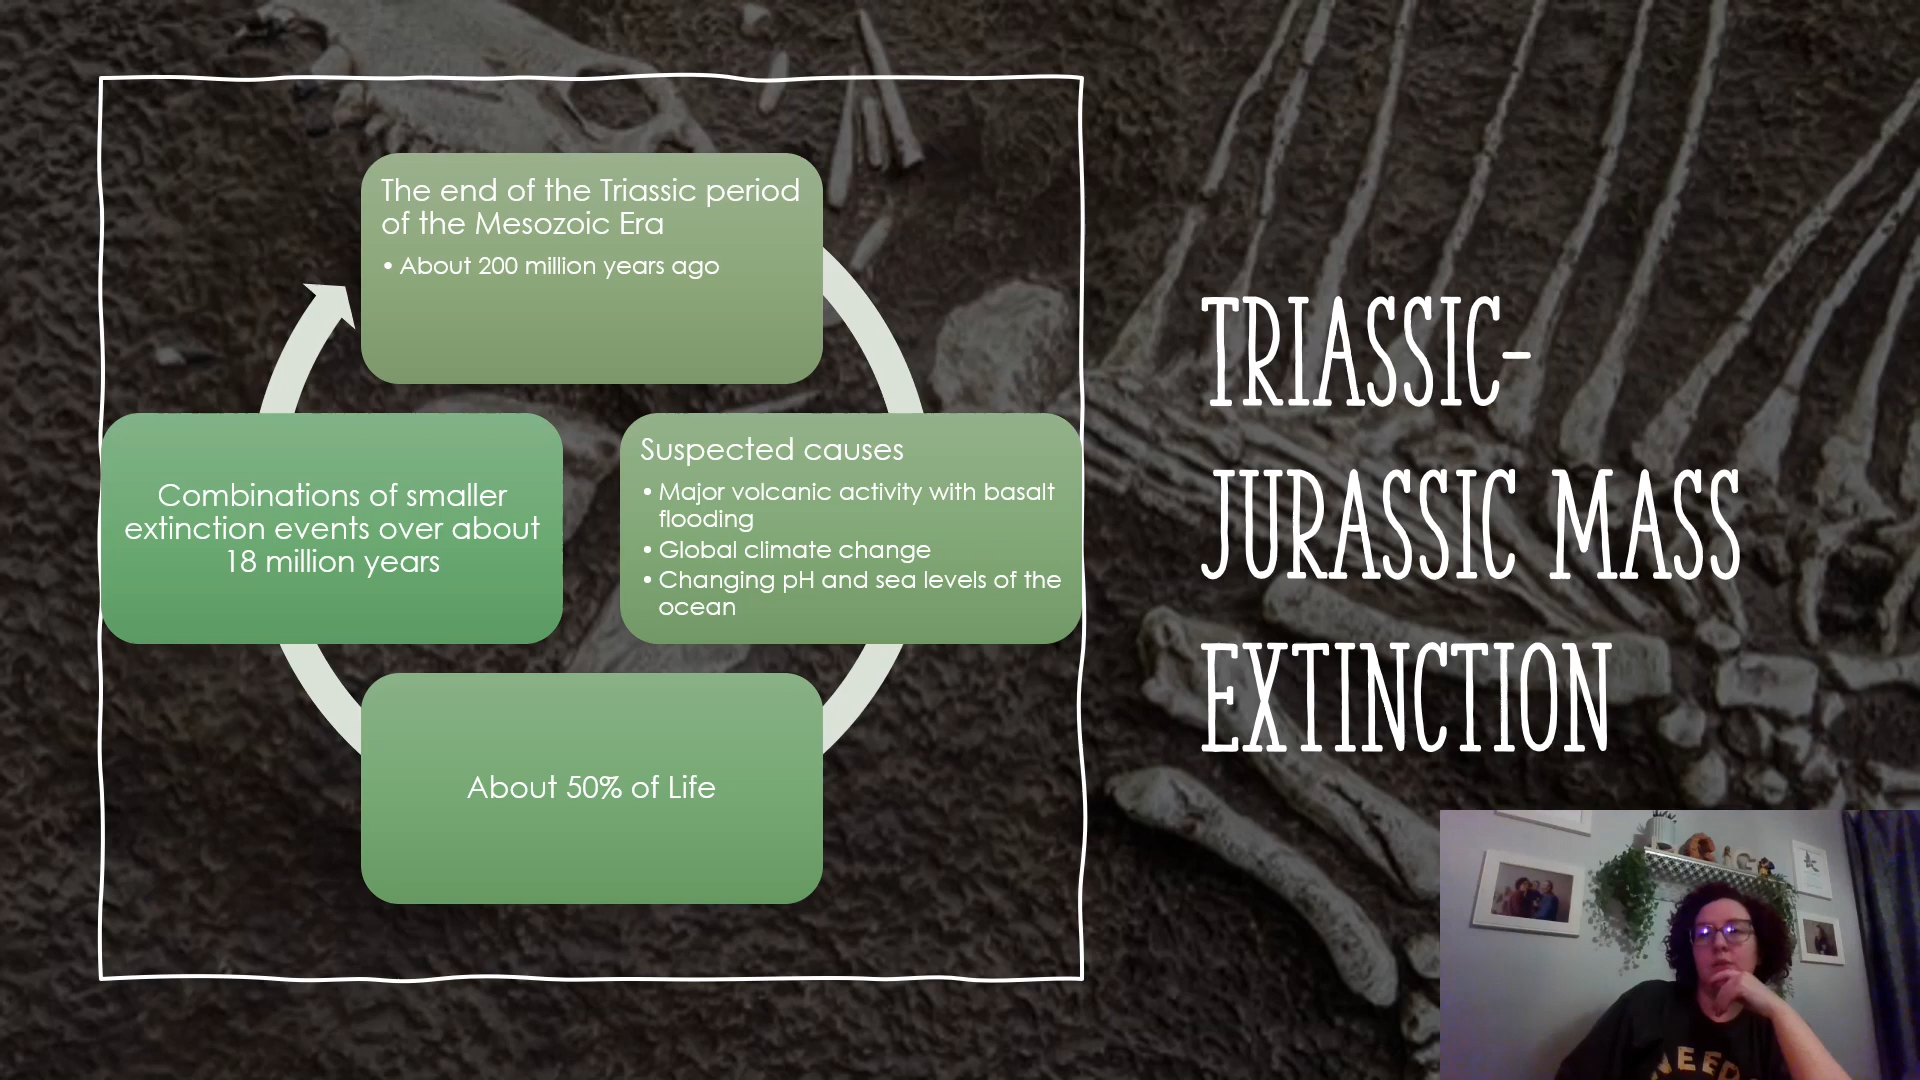 The end of the Triassic period
of the Mesozoic Era
• About 200 million years ago
Suspected causes
• Major volcanic activity with basalt
flooding
• Global climate change
• Changing pH and sea levels of the
ocean
About 50% of Life
Combinations of smaller
extinction events over about
18 million years
TRIASSIC-
JURASSIC MASS
EXTINCTION